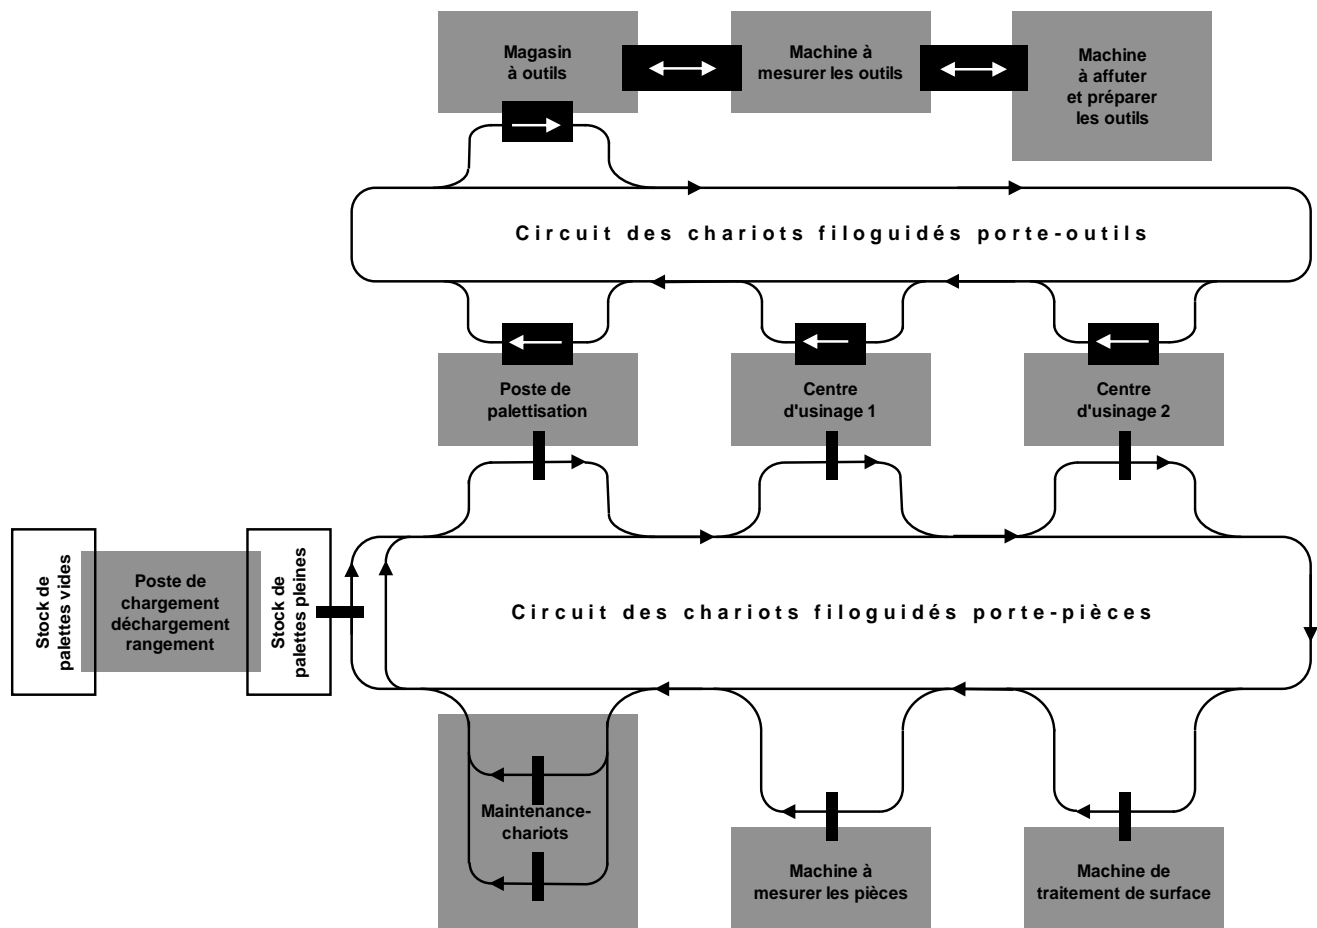 Magasin
à outils
Machine à
mesurer les outils
Machine
à affuter
et préparer
les outils
Circuit des chariots filoguidés porte-outils
Poste de
palettisation
Centre
d'usinage 1
Centre
d'usinage 2
Stock de
palettes vides
Poste de
chargement
déchargement
rangement
Stock de
palettes pleines
Circuit des chariots filoguidés porte-pièces
Maintenance-
chariots
Machine à
mesurer les pièces
Machine de
traitement de surface